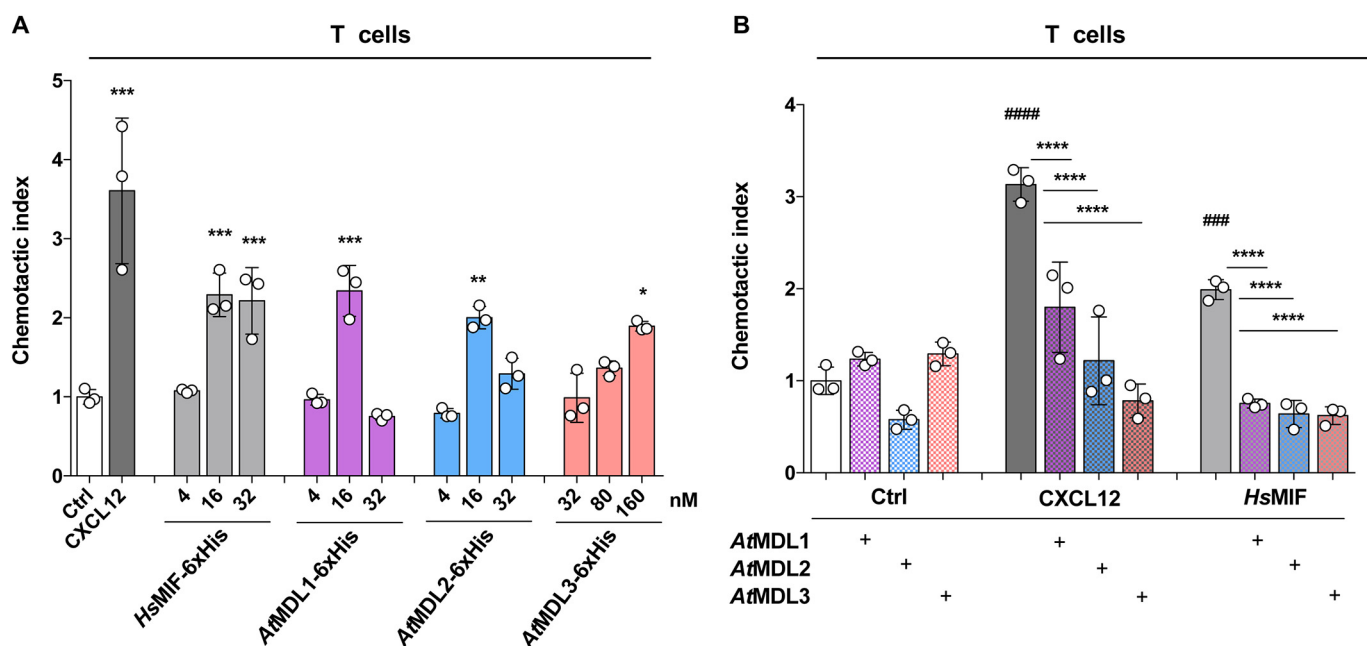 A
T cells
Chemotactic index
5
4
3
2
1
0
***
***
***
***
**
*
Ctrl
CXCL12
4 16 32 4 16 32 4 16 32 32 80 160 nM
HsMIF-6xHis
AtMDL1-6xHis
AtMDL2-6xHis
AtMDL3-6xHis
B
T cells
Chemotactic index
4
3
2
1
0
####
****
****
****
###
****
****
****
Ctrl CXCL12 HsMIF
AtMDL1 + + +
AtMDL2 + + +
AtMDL3 + + +